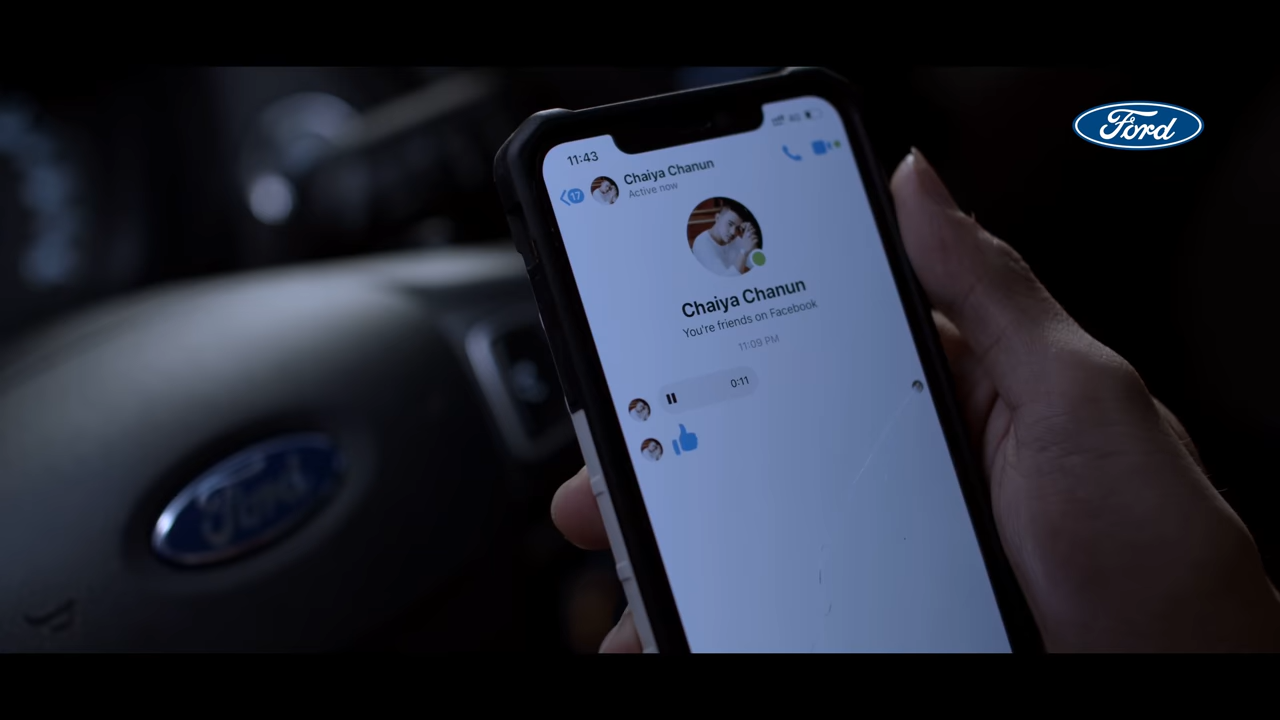 Ford
11:43
17
Chaiya Chanun
Active now
Chaiya Chanun
You're friends on Facebook
11:09 PM
0:11
Ford